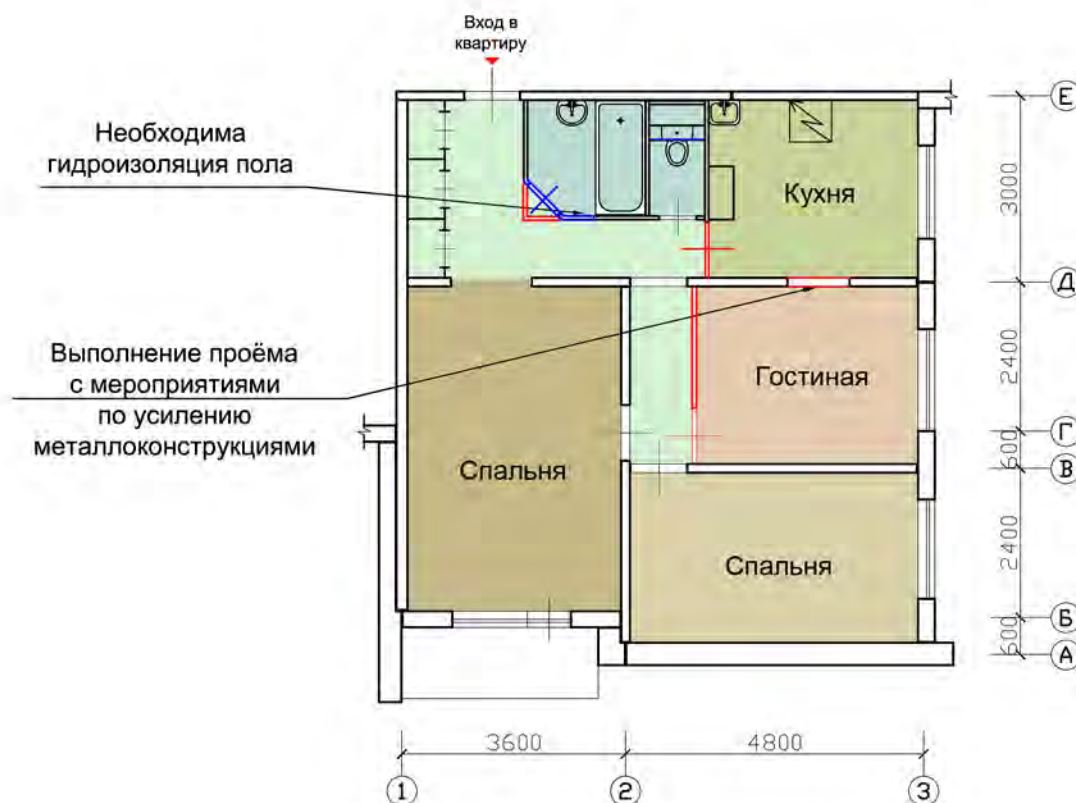 Вход в
квартиру
Необходима
гидроизоляция пола
Кухня
Выполнение проёма
с мероприятиями
по усилению
металлоконструкциями
Гостиная
Спальня
Спальня
Е
3000
Д
2400
Г
600
В
2400
Б
600
А
3600
4800
1
2
3